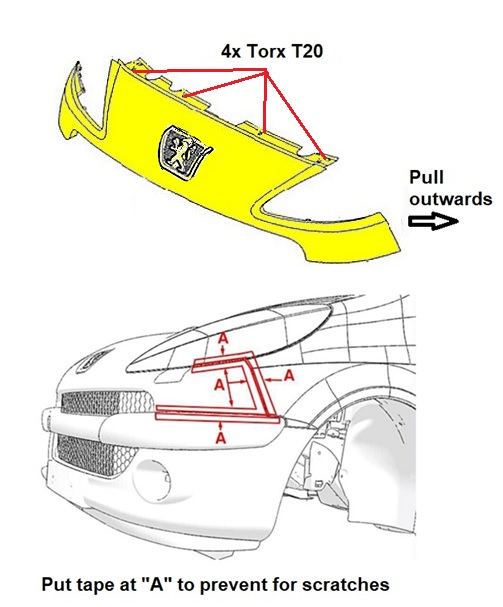 4x Torx T20
Pull
outwards
A
A
A
A
Put tape at "A" to prevent for scratches